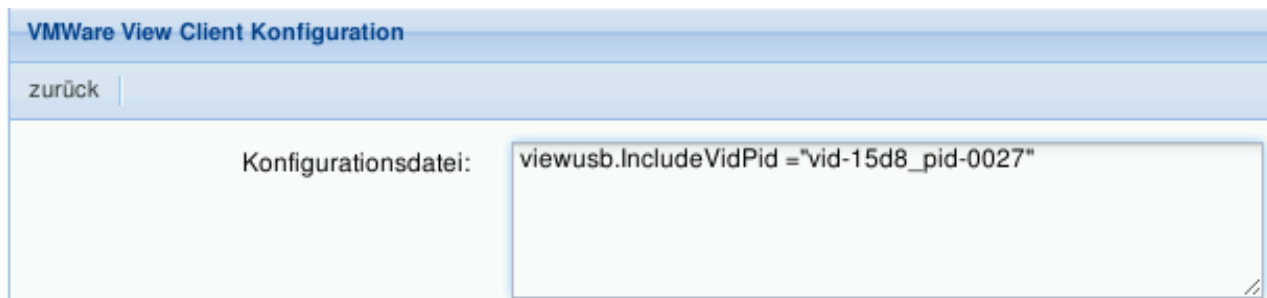 VMWare View Client Konfiguration
zurück
Konfigurationsdatei: viewusb.IncludeVidPid ="vid-15d8_pid-0027"